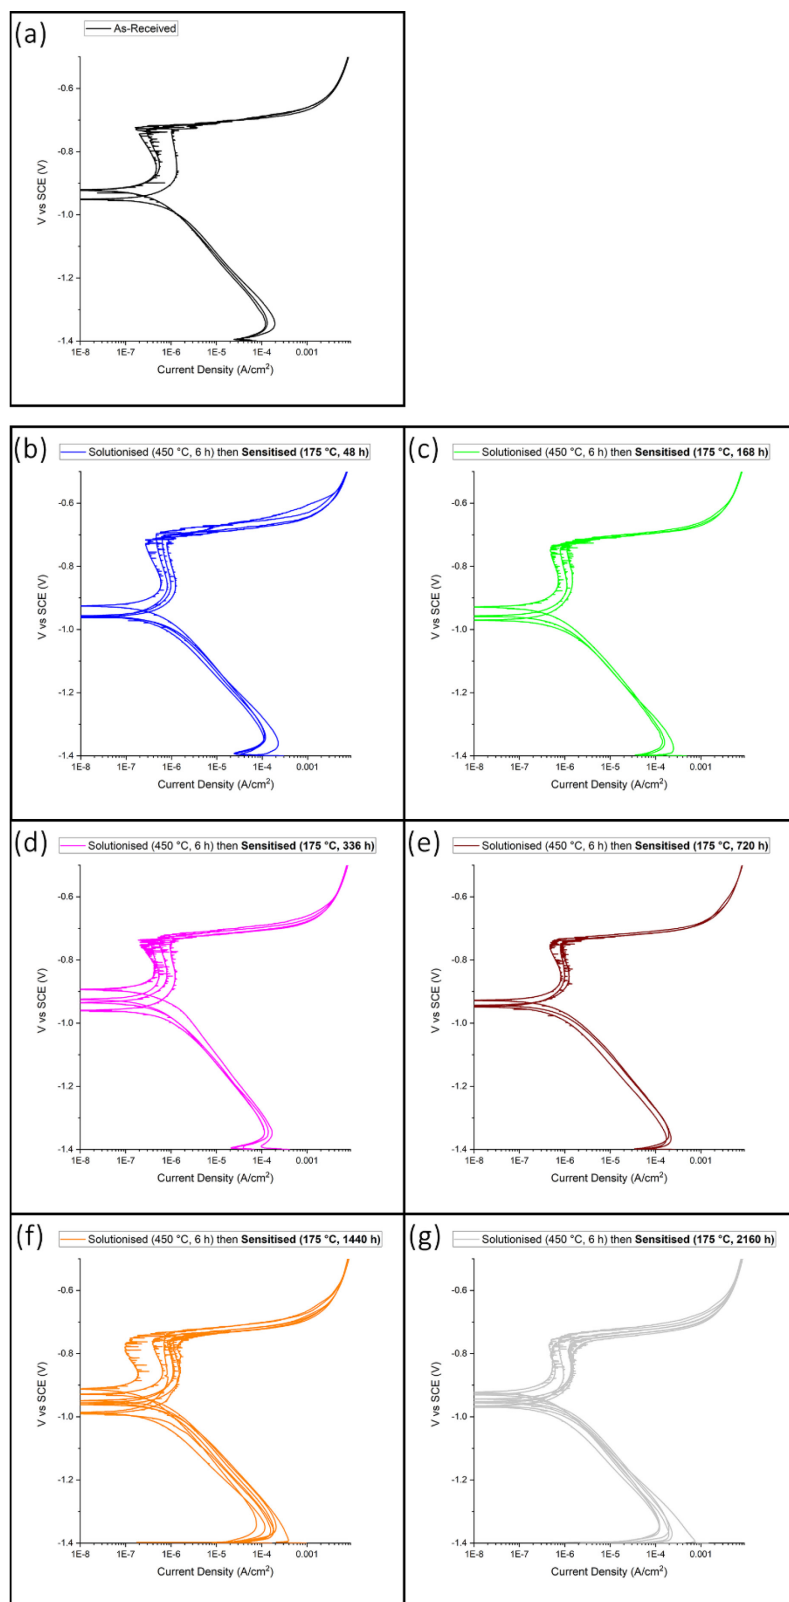 (a)
As-Received
-0.6
-0.8
-1.0
-1.2
-1.4
V vs SCE (V)
1E-8 1E-7 1E-6 1E-5 1E-4 0.001
Current Density (A/cm²)
(b)
Solutionised (450 °C, 6 h) then Sensitised (175 °C, 48 h)
-0.6
-0.8
-1.0
-1.2
-1.4
V vs SCE (V)
1E-8 1E-7 1E-6 1E-5 1E-4 0.001
Current Density (A/cm²)
(c)
Solutionised (450 °C, 6 h) then Sensitised (175 °C, 168 h)
-0.6
-0.8
-1.0
-1.2
-1.4
V vs SCE (V)
1E-8 1E-7 1E-6 1E-5 1E-4 0.001
Current Density (A/cm²)
(d)
Solutionised (450 °C, 6 h) then Sensitised (175 °C, 336 h)
-0.6
-0.8
-1.0
-1.2
-1.4
V vs SCE (V)
1E-8 1E-7 1E-6 1E-5 1E-4 0.001
Current Density (A/cm²)
(e)
Solutionised (450 °C, 6 h) then Sensitised (175 °C, 720 h)
-0.6
-0.8
-1.0
-1.2
-1.4
V vs SCE (V)
1E-8 1E-7 1E-6 1E-5 1E-4 0.001
Current Density (A/cm²)
(f)
Solutionised (450 °C, 6 h) then Sensitised (175 °C, 1440 h)
-0.6
-0.8
-1.0
-1.2
-1.4
V vs SCE (V)
1E-8 1E-7 1E-6 1E-5 1E-4 0.001
Current Density (A/cm²)
(g)
Solutionised (450 °C, 6 h) then Sensitised (175 °C, 2160 h)
-0.6
-0.8
-1.0
-1.2
-1.4
V vs SCE (V)
1E-8 1E-7 1E-6 1E-5 1E-4 0.001
Current Density (A/cm²)